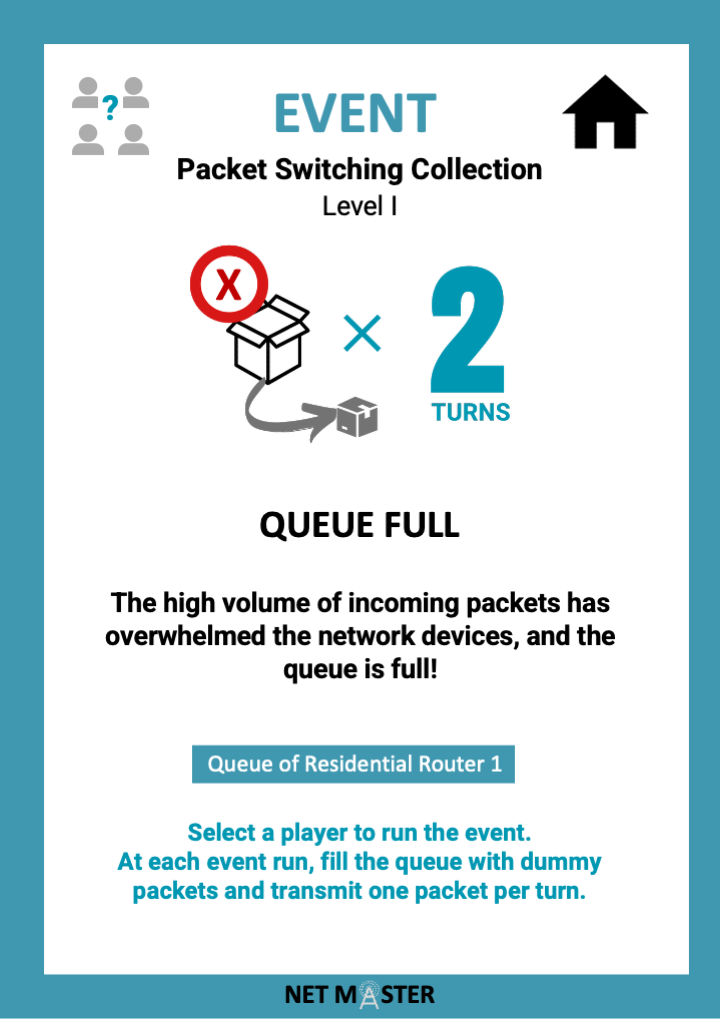 ?
EVENT
Packet Switching Collection
Level I
X
× 2
TURNS
QUEUE FULL
The high volume of incoming packets has
overwhelmed the network devices, and the
queue is full!
Queue of Residential Router 1
Select a player to run the event.
At each event run, fill the queue with dummy
packets and transmit one packet per turn.
NET MASTER